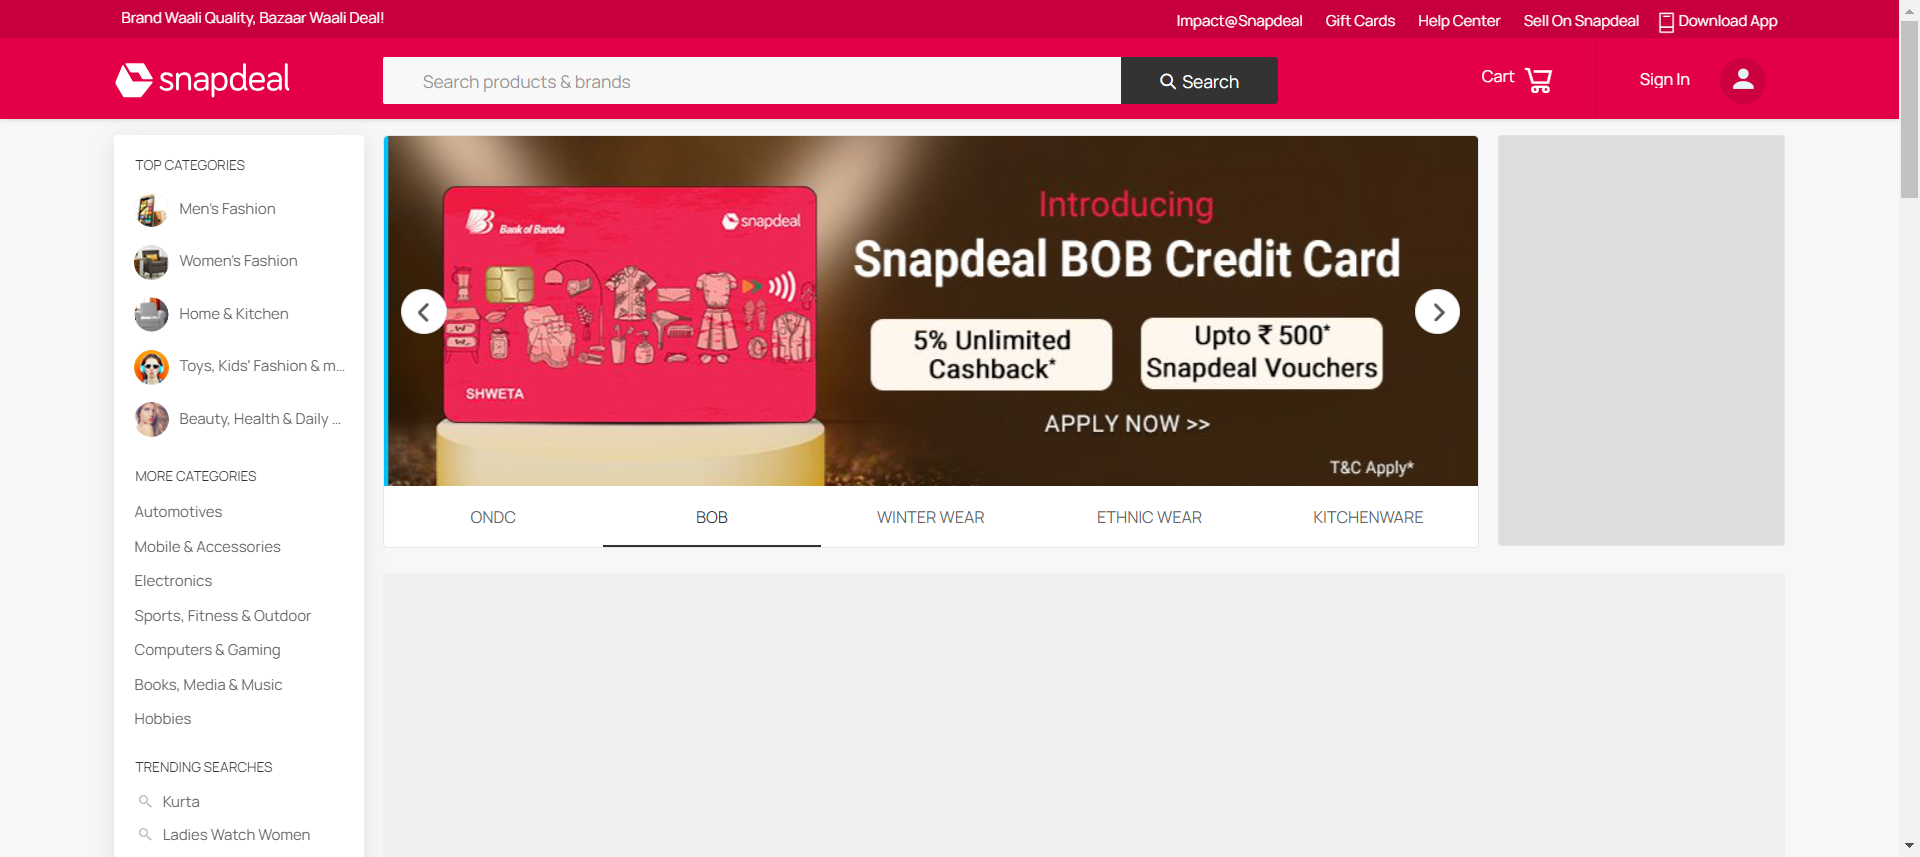 Brand Waali Quality, Bazaar Waali Deal!
Impact@Snapdeal
Gift Cards
Help Center
Sell On Snapdeal
Download App
snapdeal
Search products & brands
Search
Cart
Sign In
TOP CATEGORIES
Men's Fashion
Women's Fashion
Home & Kitchen
Toys, Kids' Fashion & m...
Beauty, Health & Daily ...
MORE CATEGORIES
Automotives
Mobile & Accessories
Electronics
Sports, Fitness & Outdoor
Computers & Gaming
Books, Media & Music
Hobbies
TRENDING SEARCHES
Kurta
Ladies Watch Women
Bank of Baroda
snapdeal
SHWETA
Introducing
Snapdeal BOB Credit Card
5% Unlimited
Cashback*
Upto ₹ 500*
Snapdeal Vouchers
APPLY NOW >>
T&C Apply*
ONDC
BOB
WINTER WEAR
ETHNIC WEAR
KITCHENWARE